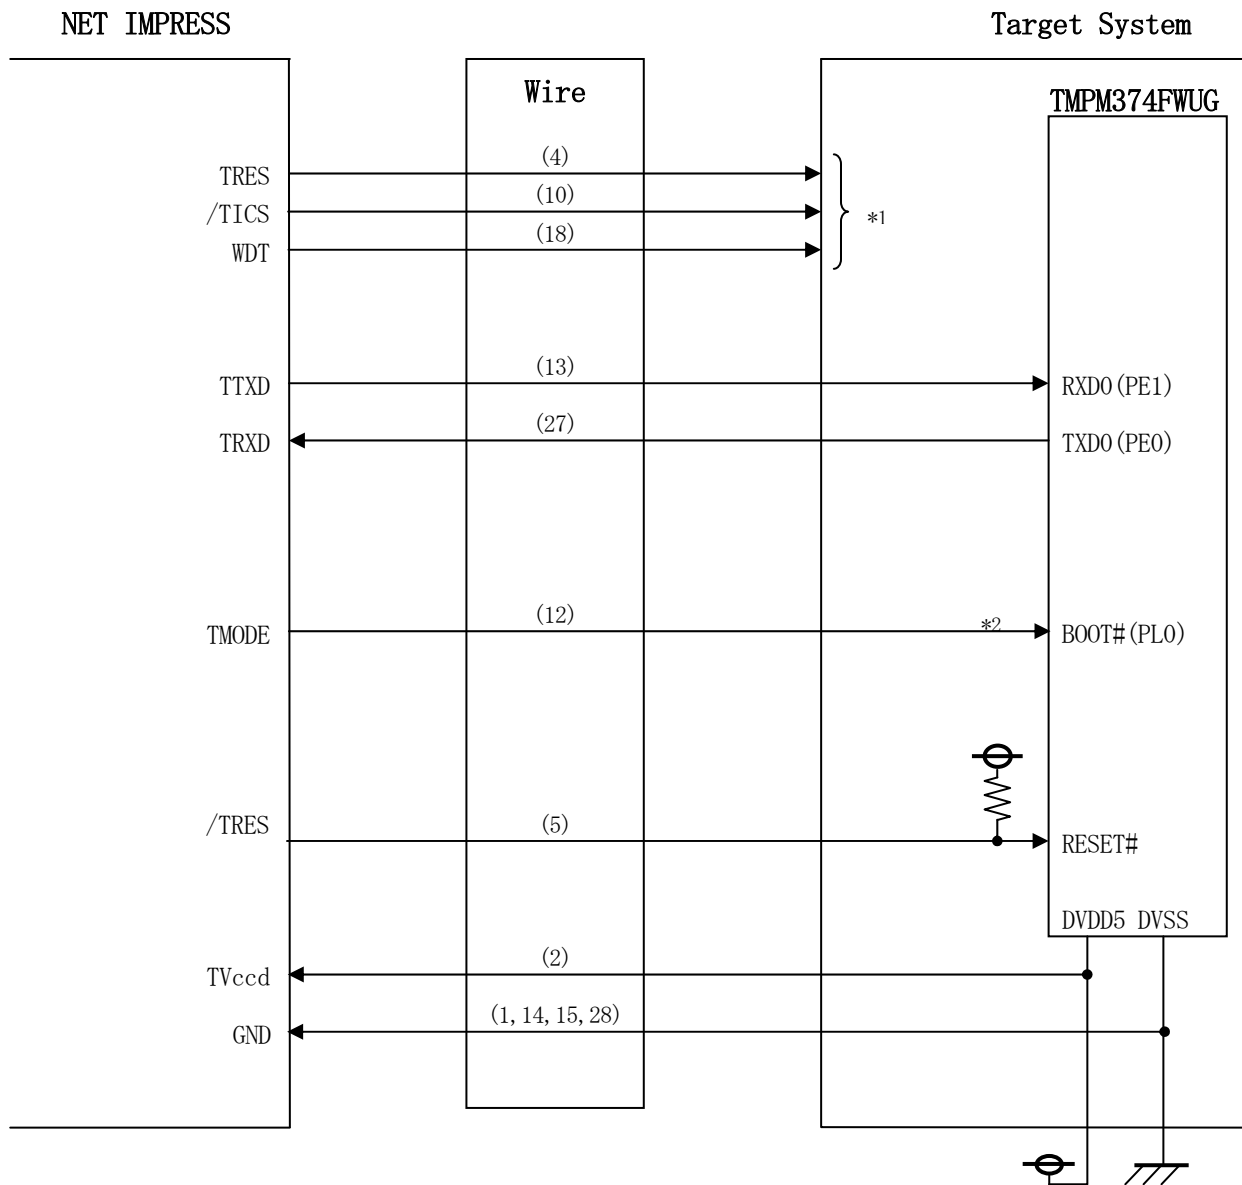 NET IMPRESS
Target System
Wire
TMPM374FWUG
TRES
(4)
/TICS
(10)
*1
WDT
(18)
TTXD
(13)
RXD0(PE1)
TRXD
(27)
TXD0(PE0)
TMODE
(12)
*2
BOOT#(PL0)
/TRES
(5)
RESET#
DVDD5 DVSS
TVccd
(2)
GND
(1,14,15,28)